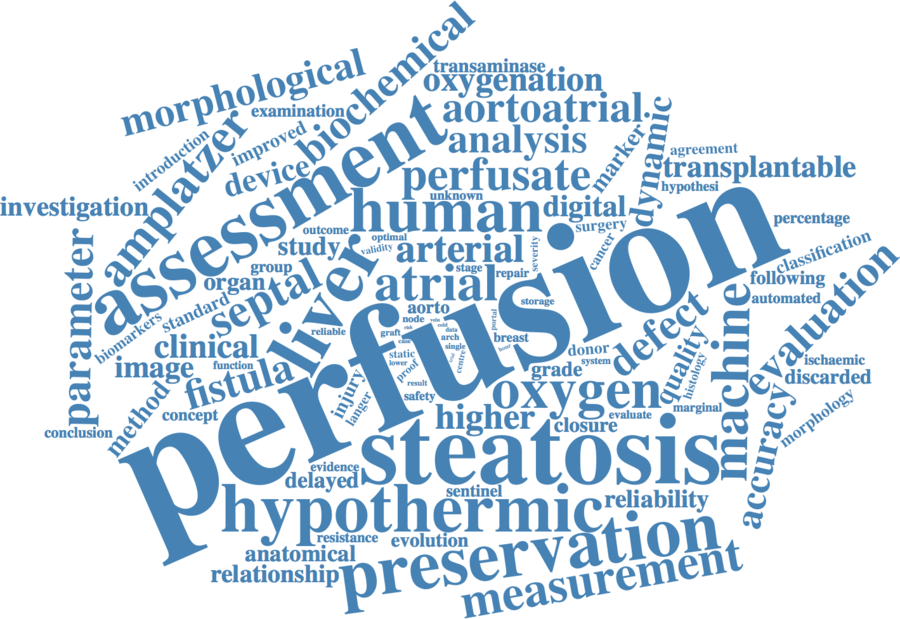 transaminase
morphological
biochemical
oxygenation
examination
aortoatrial
introduction
improved
amplatzer
assessment
analysis
marker
dynamic
agreement
device
perfusate
transplantable
hypothesi
unknown
investigation
human
digital
surgery
percentage
outcome
optimal
validity
study
arterial
severity
cancer
classification
parameter
group
stage
repair
organ
septal
liver
atrial
perfusion
following
automated
evaluation
storage
standard
biomarkers
aorto
node
risk
cold
data
portal
reliable
graft
case
arch
single
breast
hour
defect
machine
clinical
function
static
lower
proof
trial
centre
donor
system
quality
histology
ischaemic
image
fistula
injury
result
grade
discarded
method
concept
langer
safety
oxygen
marginal
morphology
conclusion
higher
closure
evaluate
accuracy
steatosis
evidence
delayed
sentinel
hypothermic
reliability
resistance
evolution
anatomical
preservation
relationship
measurement